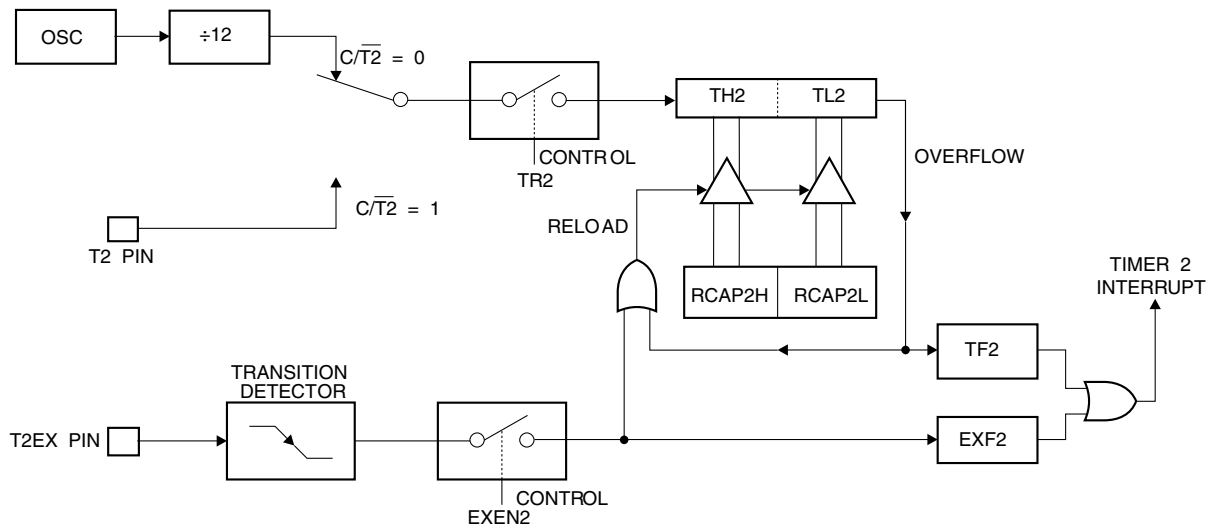 OSC
÷12
C/T2 = 0
TH2
TL2
CONTROL
TR2
OVERFLOW
C/T2 = 1
T2 PIN
RELOAD
RCAP2H
RCAP2L
TIMER 2
INTERRUPT
TF2
TRANSITION
DETECTOR
T2EX PIN
EXF2
CONTROL
EXEN2